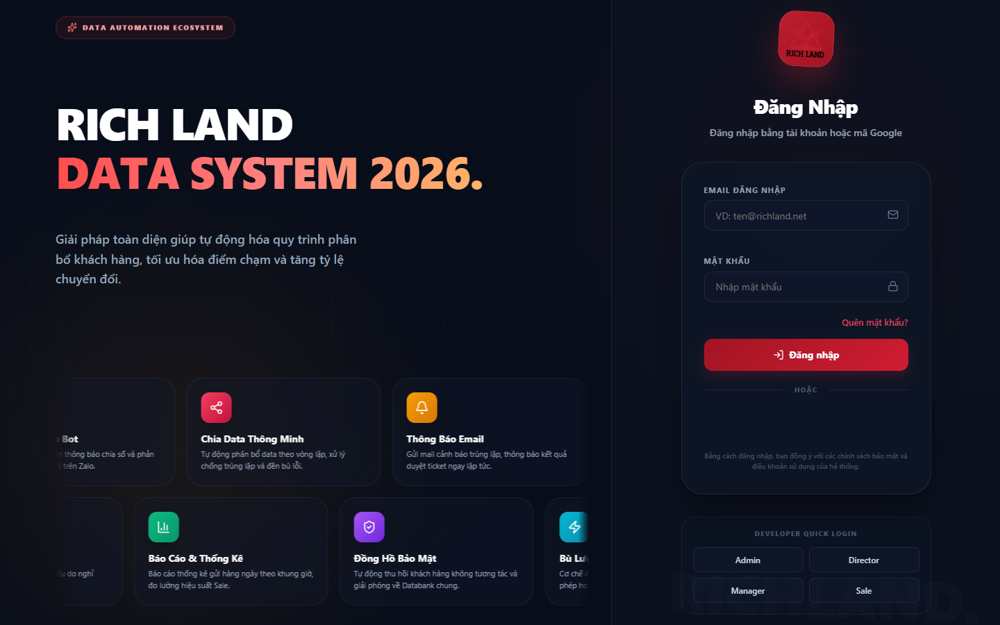 DATA AUTOMATION ECOSYSTEM
RICH LAND
DATA SYSTEM 2026.
Giải pháp toàn diện giúp tự động hóa quy trình phân
bổ khách hàng, tối ưu hóa điểm chạm và tăng tỷ lệ
chuyển đổi.
Bot
thông báo chia số và phản
trên Zalo.
Chia Data Thông Minh
Tự động phân bổ data theo vòng lặp, xử lý
chống trùng lặp và đền bù lỗi.
Thông Báo Email
Gửi mail cảnh báo trùng lặp, thông báo kết quả
duyệt ticket ngay lập tức.
do nghỉ
Báo Cáo & Thống Kê
Báo cáo thống kê gửi hàng ngày theo khung giờ,
đo lường hiệu suất Sale.
Đồng Hồ Bảo Mật
Tự động thu hồi khách hàng không tương tác và
giải phóng về Databank chung.
Bù
Cơ chế
phép
RICH LAND
Đăng Nhập
Đăng nhập bằng tài khoản hoặc mã Google
EMAIL ĐĂNG NHẬP
VD: ten@richland.net
MẬT KHẨU
Nhập mật khẩu
Quên mật khẩu?
Đăng nhập
HOẶC
Bằng cách đăng nhập, bạn đồng ý với các chính sách bảo mật và
điều khoản sử dụng của hệ thống.
DEVELOPER QUICK LOGIN
Admin
Director
Manager
Sale
RICHLAND.